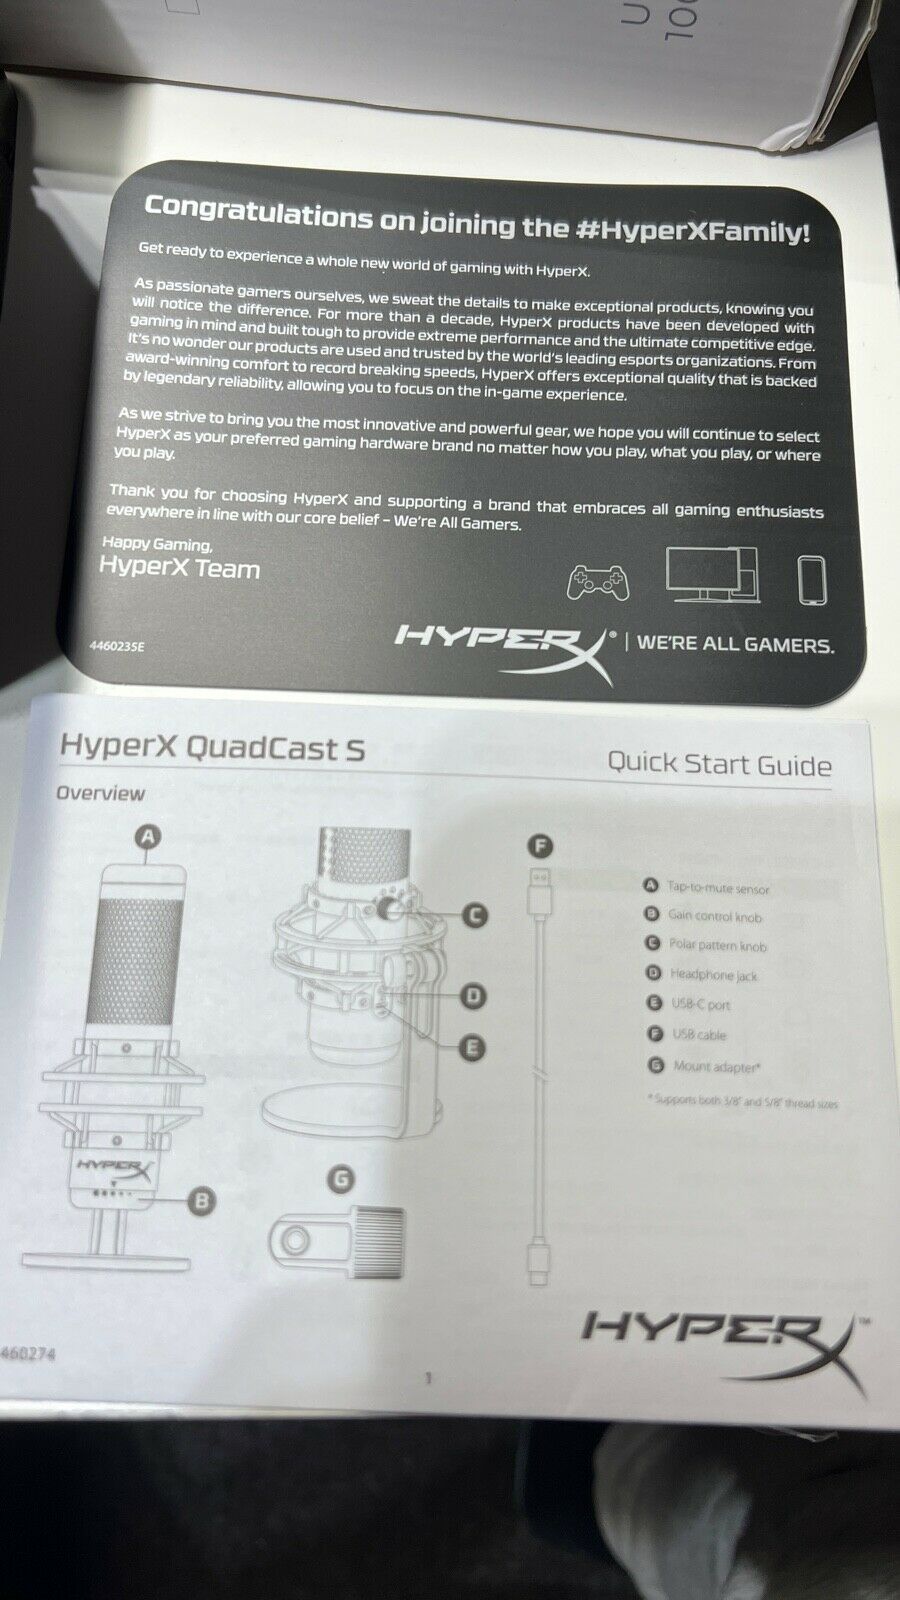 U
100
Congratulations on joining the #HyperXFamily!
Get ready to experience a whole new world of gaming with HyperX.
As passionate gamers ourselves, we sweat the details to make exceptional products, knowing you
will notice the difference. For more than a decade, HyperX products have been developed with
gaming in mind and built tough to provide extreme performance and the ultimate competitive edge.
It's no wonder our products are used and trusted by the world's leading esports organizations. From
award-winning comfort to record breaking speeds, HyperX offers exceptional quality that is backed
by legendary reliability, allowing you to focus on the in-game experience.
As we strive to bring you the most innovative and powerful gear, we hope you will continue to select
HyperX as your preferred gaming hardware brand no matter how you play, what you play, or where
you play.
Thank you for choosing HyperX and supporting a brand that embraces all gaming enthusiasts
everywhere in line with our core belief – We're All Gamers.
Happy Gaming,
HyperX Team
4460235E
HYPERX® | WE'RE ALL GAMERS.
HyperX QuadCast S
Quick Start Guide
Overview
A
F
C
D
E
B
G
HYPERX
A Tap-to-mute sensor
B Gain control knob
C Polar pattern knob
D Headphone jack
E USB-C port
F USB cable
G Mount adapter*
* Supports both 3/8" and 5/8" thread sizes
HYPERX™
460274
1